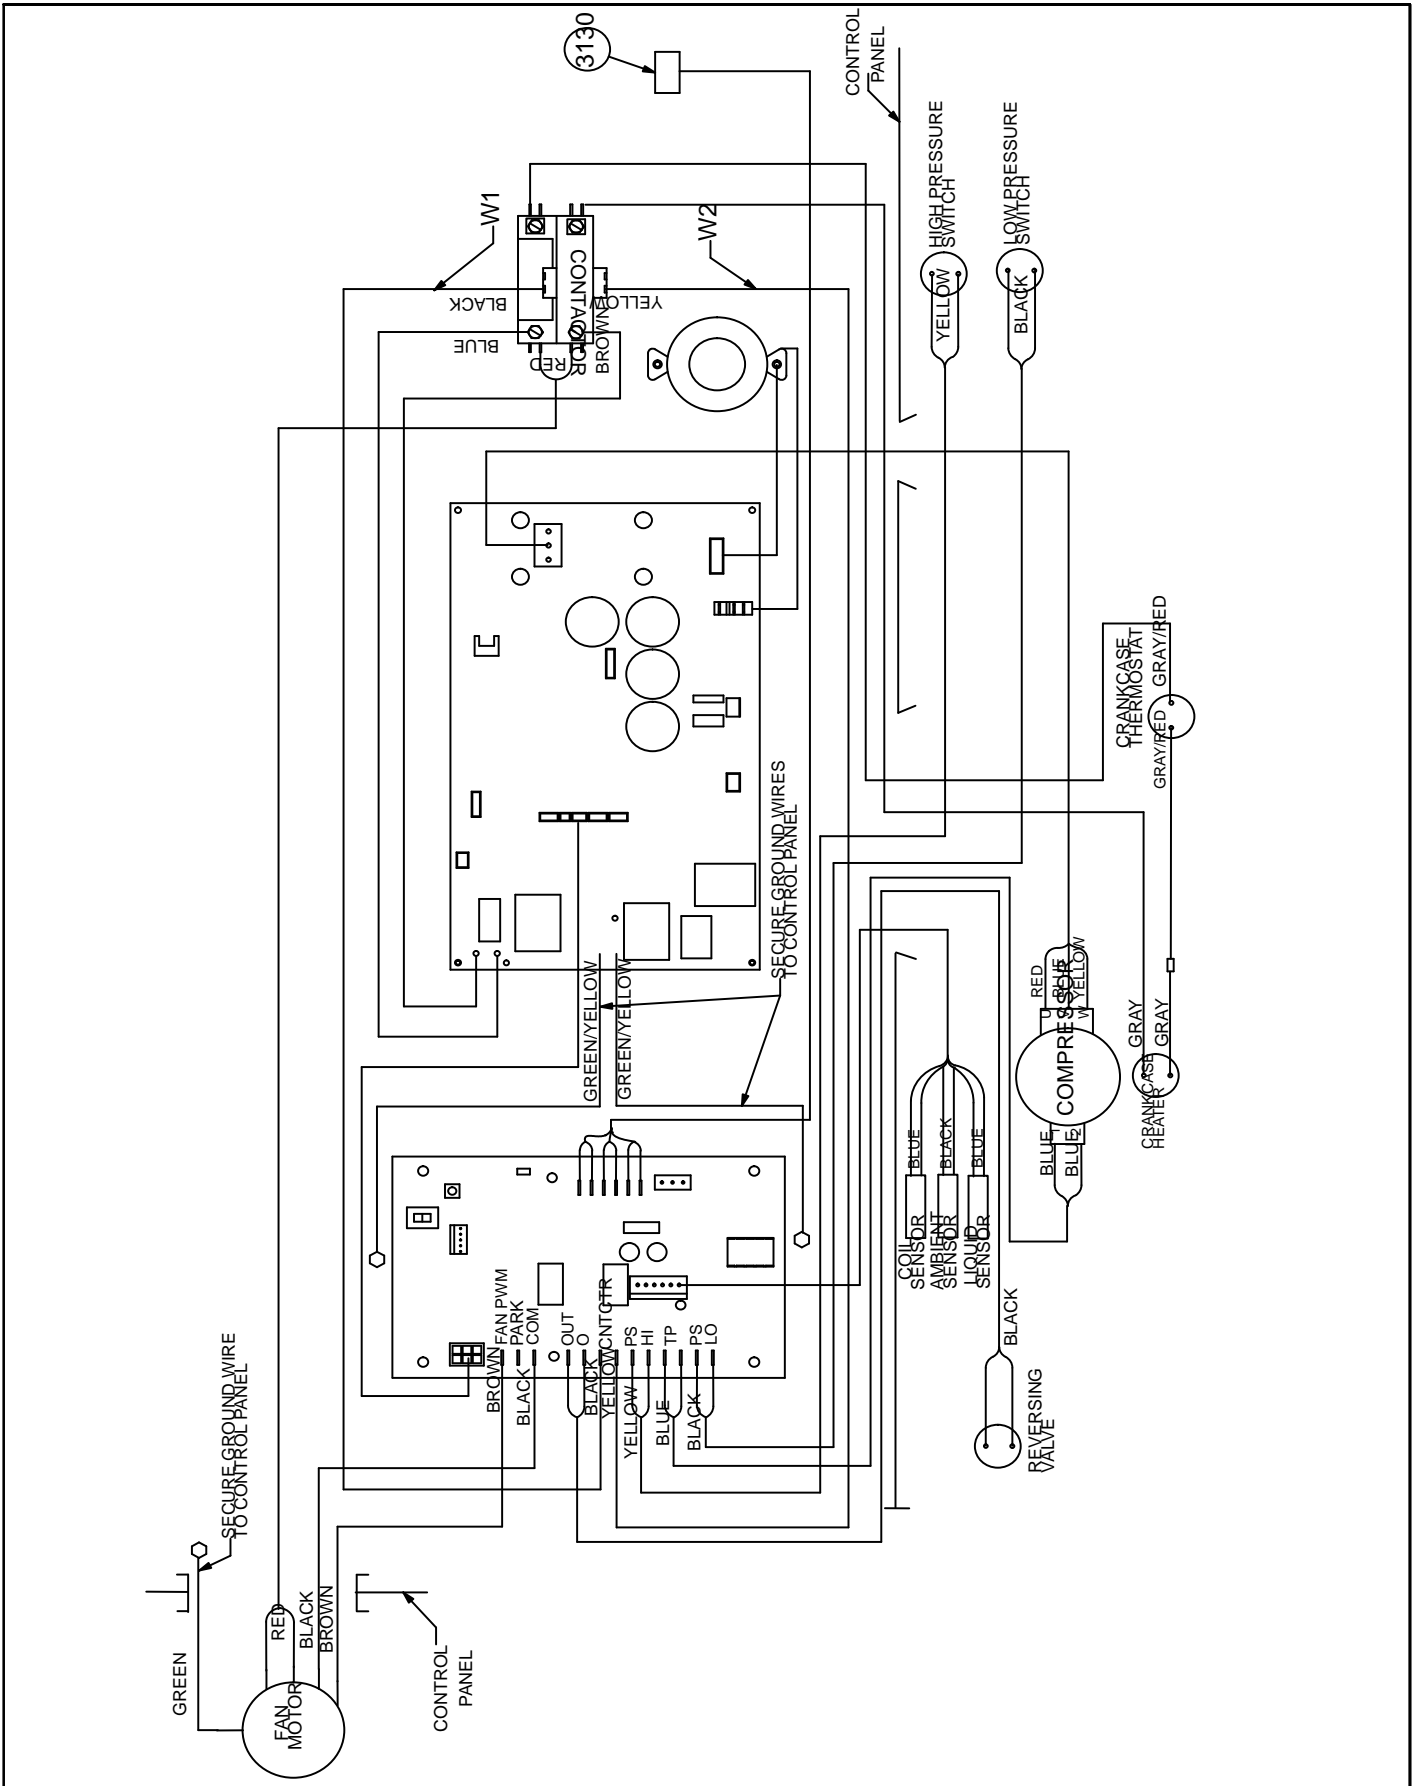 3130
CONTROL
PANEL
HIGH PRESSURE
SWITCH
LOW PRESSURE
SWITCH
W1
W2
BLACK
BLUE
RED
CONTACTOR
BROWN
YELLOW
YELLOW
BLACK
CRANKCASE
THERMOSTAT
GRAY/RED
GRAY/RED
SECURE GROUND WIRES
TO CONTROL PANEL
GREEN/YELLOW
GREEN/YELLOW
RED
BLUE
YELLOW
U
V
W
COMPRESSOR
1
2
BLUE
BLUE
GRAY
GRAY
CRANKCASE
HEATER
BLUE
BLACK
BLUE
COIL
SENSOR
AMBIENT
SENSOR
LIQUID
SENSOR
BLACK
REVERSING
VALVE
FAN PWM
PARK
COM
OUT
O
CNTCTR
PS
HI
TP
PS
LO
BROWN
BLACK
BLACK
YELLOW
YELLOW
BLUE
BLACK
SECURE GROUND WIRE
TO CONTROL PANEL
GREEN
RED
BLACK
BROWN
FAN
MOTOR
CONTROL
PANEL